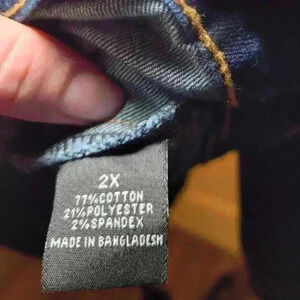 2X
77%COTTON
21%POLYESTER
2%SPANDEX
MADE IN BANGLADESH